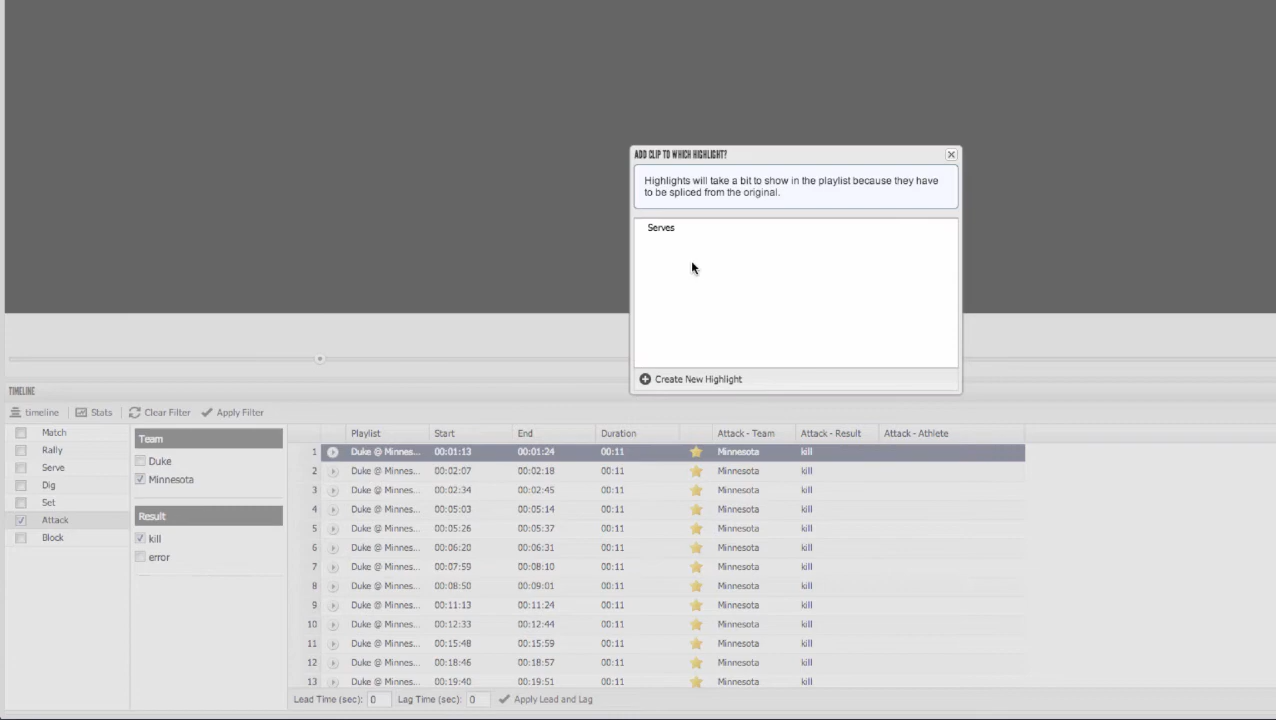 ADD CLIP TO WHICH HIGHLIGHT?
Highlights will take a bit to show in the playlist because they have
to be spliced from the original.
Serves
Create New Highlight
TIMELINE
timeline Stats Clear Filter Apply Filter
Match
Rally
Serve
Dig
Set
Attack
Block
Team
Duke
Minnesota
Result
kill
error
Playlist Start End Duration Attack - Team Attack - Result Attack - Athlete
1 Duke @ Minnes... 00:01:13 00:01:24 00:11 Minnesota kill
2 Duke @ Minnes... 00:02:07 00:02:18 00:11 Minnesota kill
3 Duke @ Minnes... 00:02:34 00:02:45 00:11 Minnesota kill
4 Duke @ Minnes... 00:05:03 00:05:14 00:11 Minnesota kill
5 Duke @ Minnes... 00:05:26 00:05:37 00:11 Minnesota kill
6 Duke @ Minnes... 00:06:20 00:06:31 00:11 Minnesota kill
7 Duke @ Minnes... 00:07:59 00:08:10 00:11 Minnesota kill
8 Duke @ Minnes... 00:08:50 00:09:01 00:11 Minnesota kill
9 Duke @ Minnes... 00:11:13 00:11:24 00:11 Minnesota kill
10 Duke @ Minnes... 00:12:33 00:12:44 00:11 Minnesota kill
11 Duke @ Minnes... 00:15:48 00:15:59 00:11 Minnesota kill
12 Duke @ Minnes... 00:18:46 00:18:57 00:11 Minnesota kill
13 Duke @ Minnes... 00:19:40 00:19:51 00:11 Minnesota kill
Lead Time (sec): 0 Lag Time (sec): 0 Apply Lead and Lag